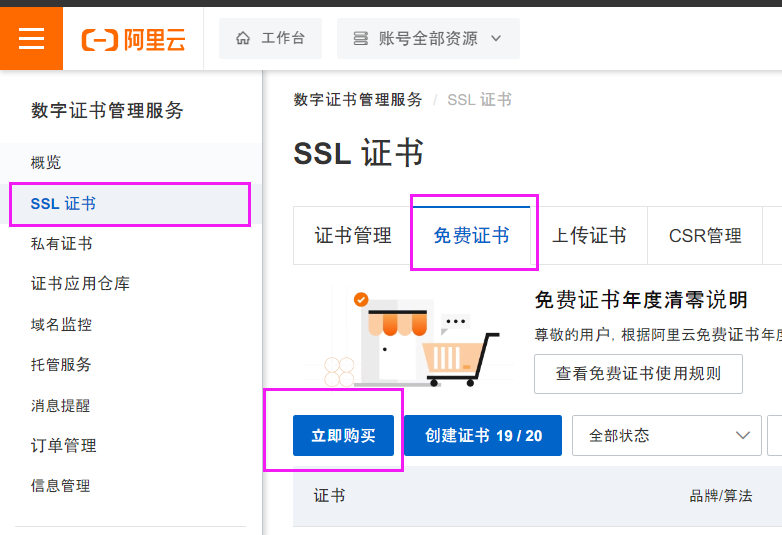 阿里云
工作台
账号全部资源
数字证书管理服务
概览
SSL 证书
私有证书
证书应用仓库
域名监控
托管服务
消息提醒
订单管理
信息管理
数字证书管理服务 / SSL 证书
SSL 证书
证书管理
免费证书
上传证书
CSR管理
免费证书年度清零说明
尊敬的用户, 根据阿里云免费证书年
查看免费证书使用规则
立即购买
创建证书 19 / 20
全部状态
证书
品牌/算法